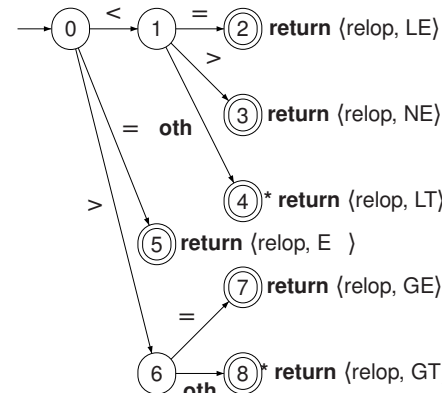 0 < 1 = 2 return ⟨relop, LE⟩
>
3 return ⟨relop, NE⟩
= oth
>
4 * return ⟨relop, LT⟩
5 return ⟨relop, E ⟩
7 return ⟨relop, GE⟩
=
6 8 * return ⟨relop, GT
oth